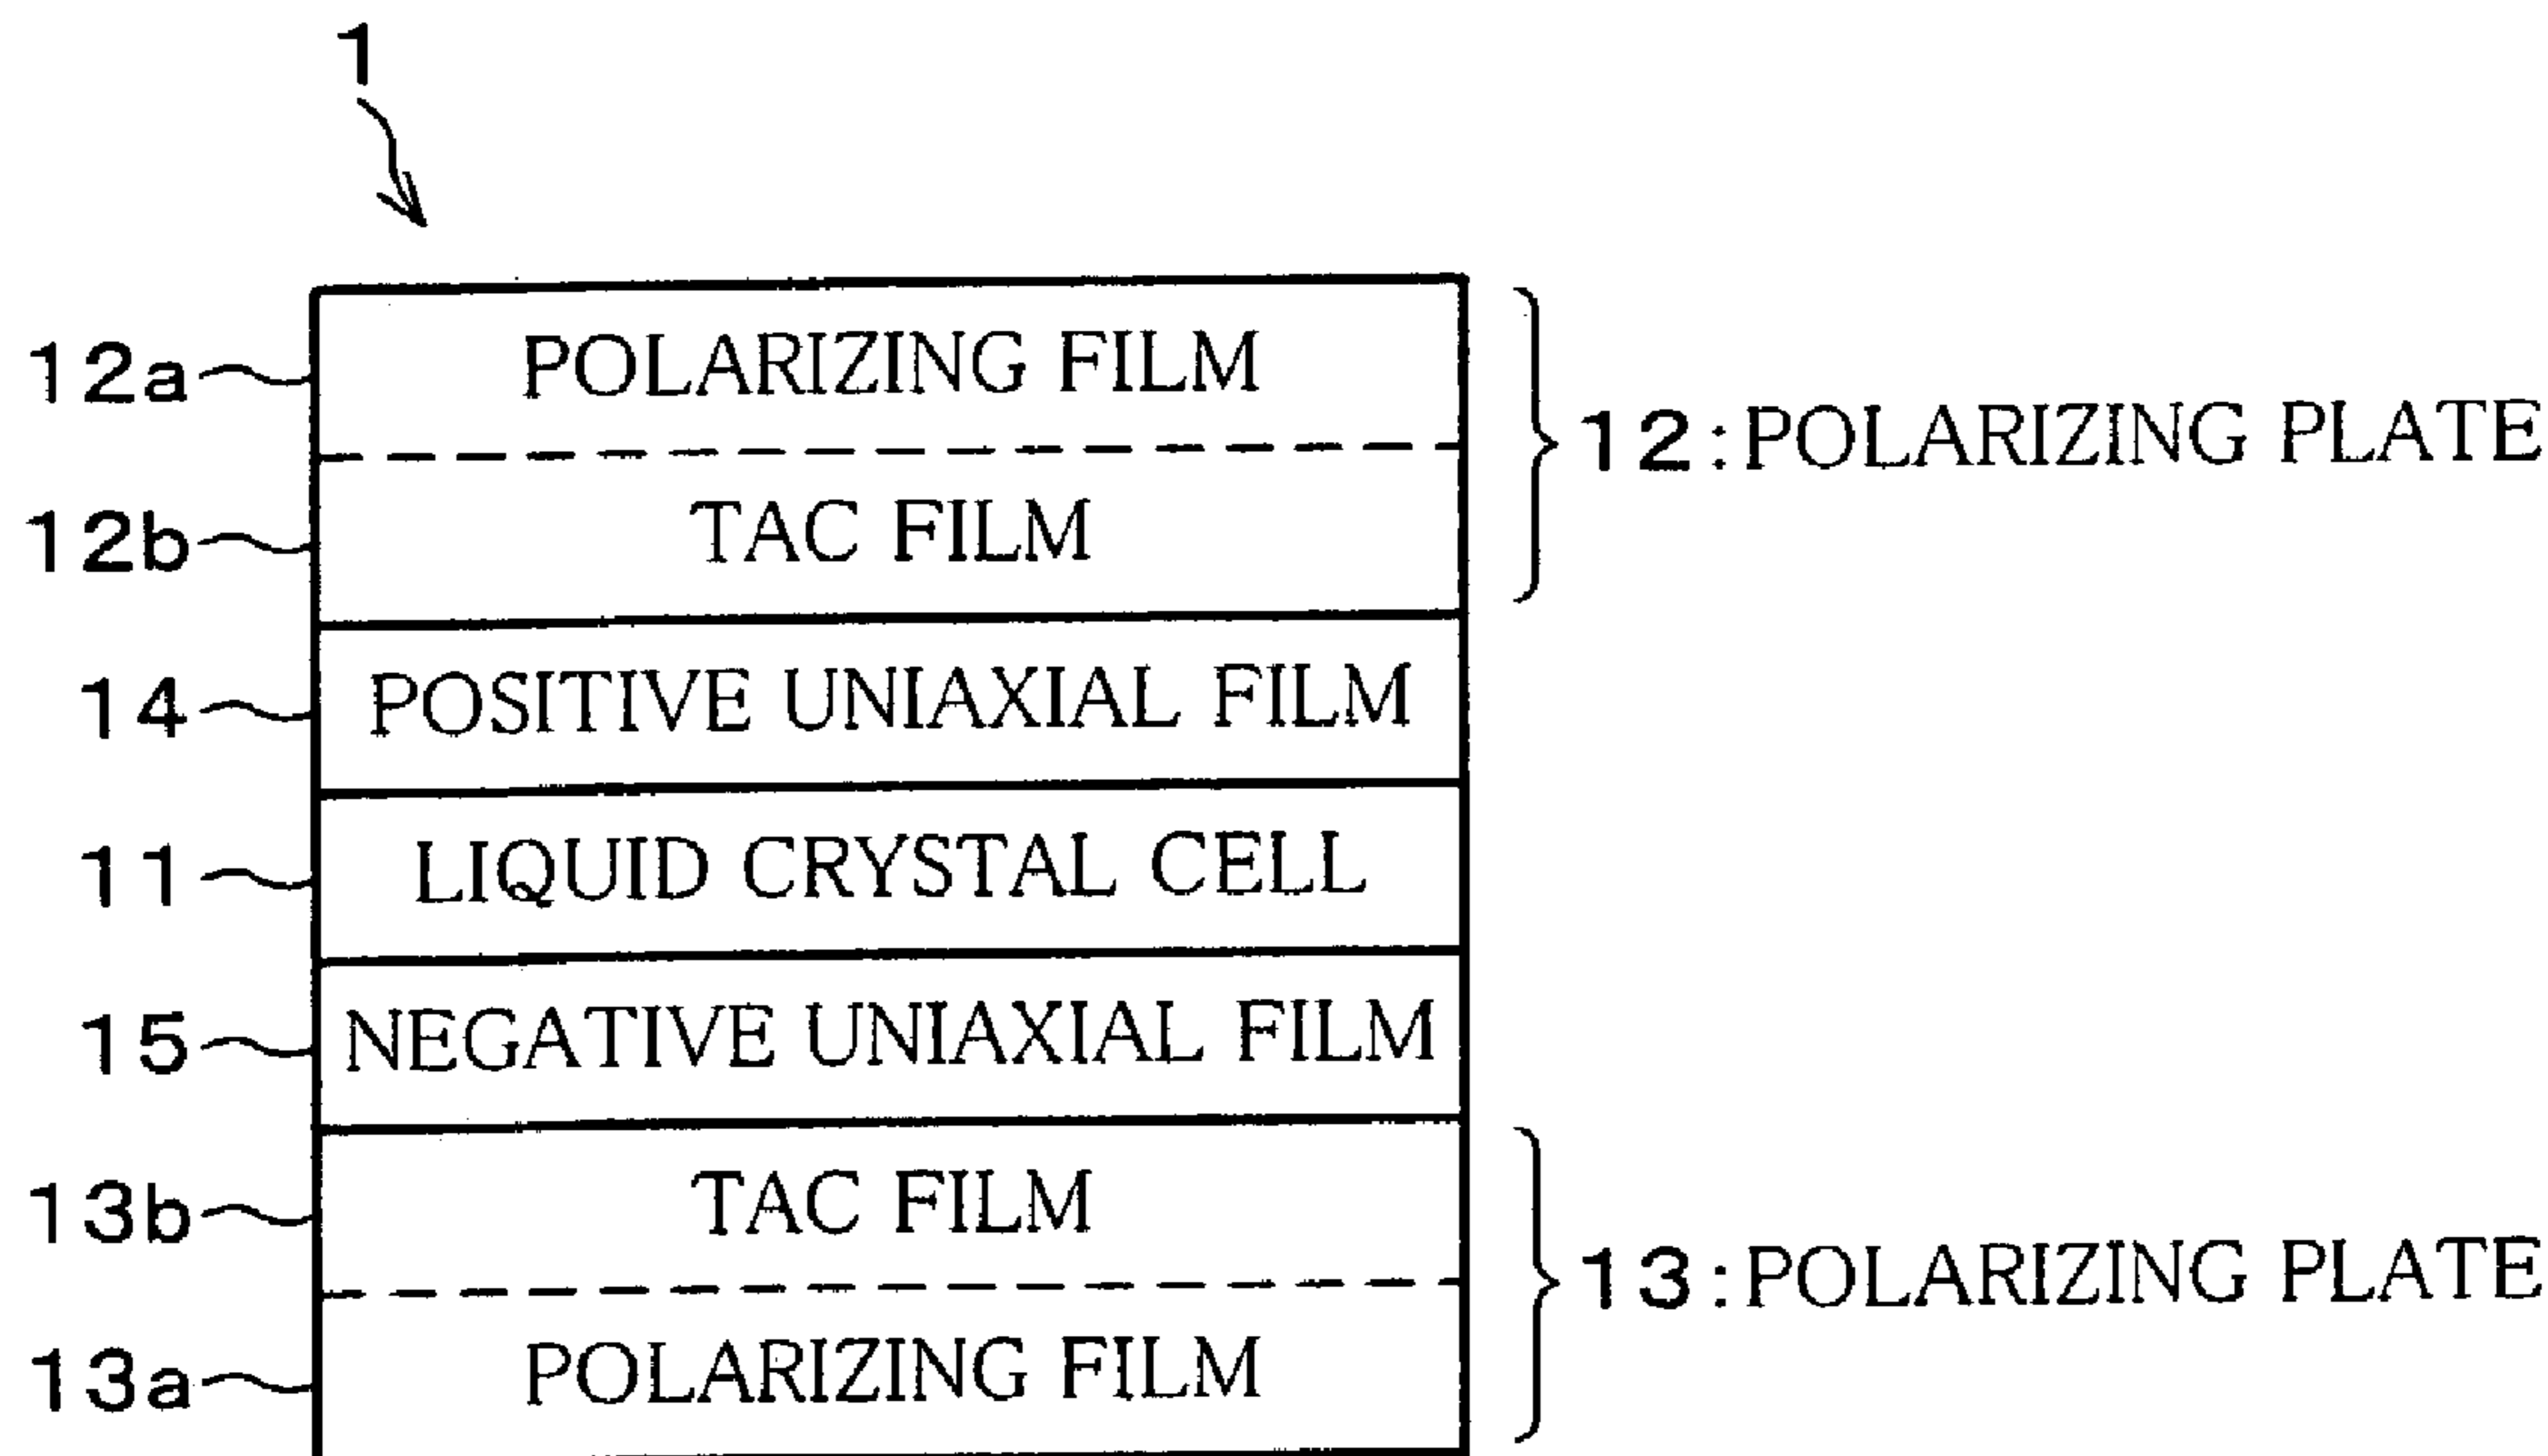 1
12a POLARIZING FILM
12: POLARIZING PLATE
12b TAC FILM
14 POSITIVE UNIAXIAL FILM
11 LIQUID CRYSTAL CELL
15 NEGATIVE UNIAXIAL FILM
13b TAC FILM
13: POLARIZING PLATE
13a POLARIZING FILM